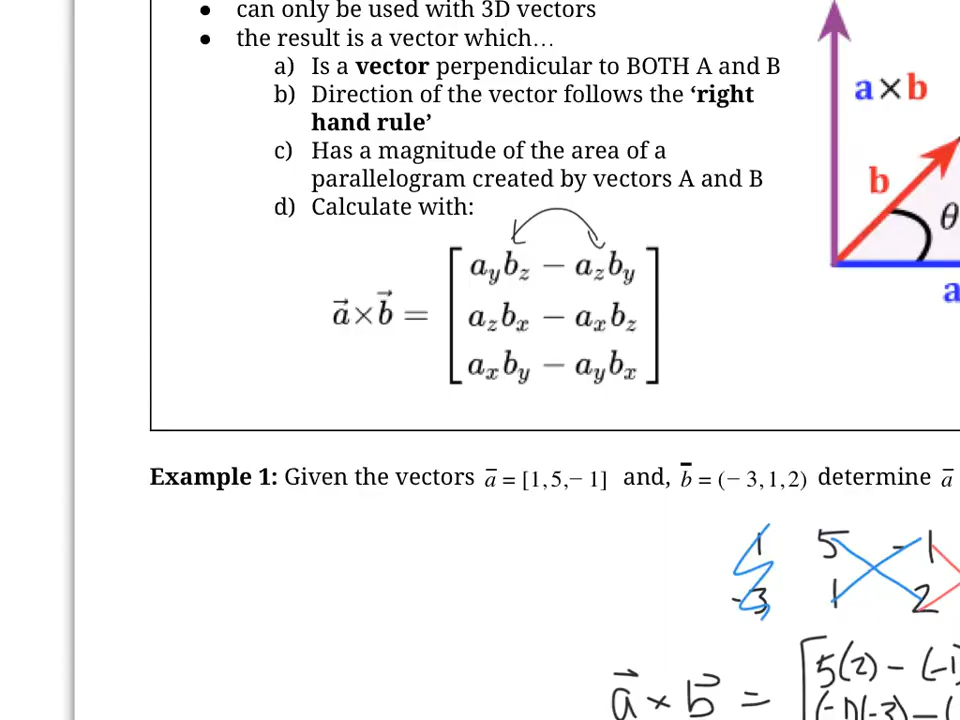 ● can only be used with 3D vectors
● the result is a vector which…
a) Is a vector perpendicular to BOTH A and B
b) Direction of the vector follows the ‘right
hand rule’
c) Has a magnitude of the area of a
parallelogram created by vectors A and B
d) Calculate with:
a×b
b
θ
a
a_y b_z − a_z b_y
a⃗×b⃗ = a_z b_x − a_x b_z
a_x b_y − a_y b_x
Example 1: Given the vectors a̅ = [1,5,− 1] and, b̅ = (− 3,1,2) determine a̅
1 5 -1
-3 1 2
5(2) - (-1)
a⃗ × b⃗ = (-1)(-3) - (